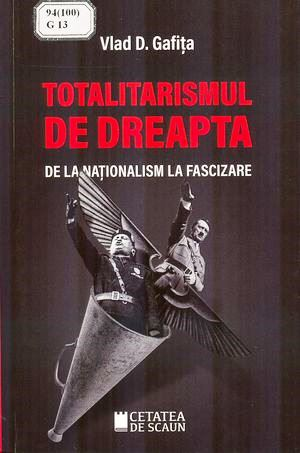 94(100)
G 13
Vlad D. Gafița
TOTALITARISMUL
DE DREAPTA
DE LA NAȚIONALISM LA FASCIZARE
CETATEA
DE SCAUN